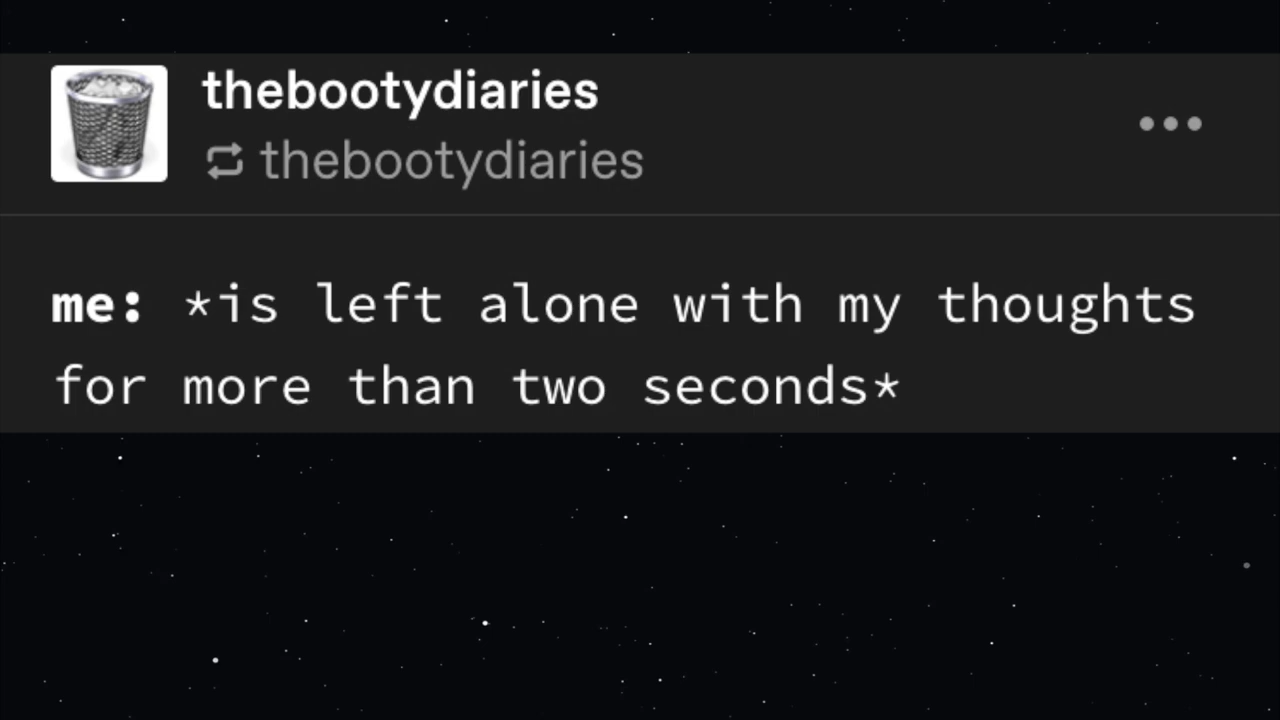 thebootydiaries
thebootydiaries
me: *is left alone with my thoughts
for more than two seconds*